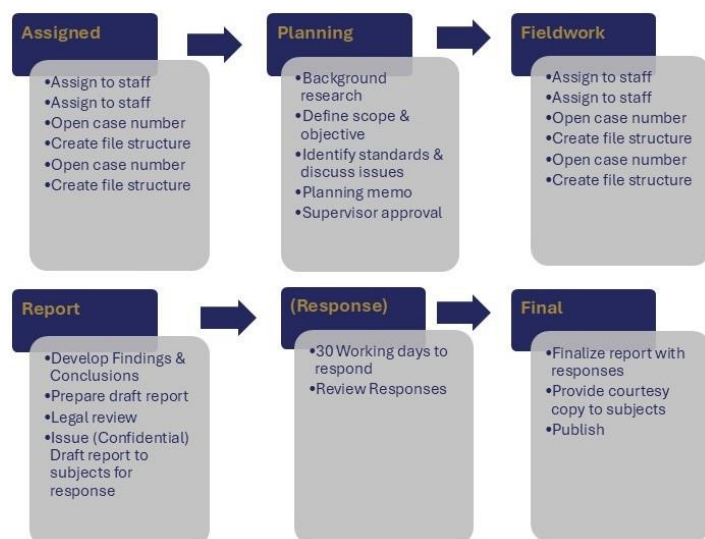 Assigned
•Assign to staff
•Assign to staff
•Open case number
•Create file structure
•Open case number
•Create file structure
Planning
•Background
research
•Define scope &
objective
•Identify standards &
discuss issues
•Planning memo
•Supervisor approval
Fieldwork
•Assign to staff
•Assign to staff
•Open case number
•Create file structure
•Open case number
•Create file structure
Report
•Develop Findings &
Conclusions
•Prepare draft report
•Legal review
•Issue (Confidential)
Draft report to
subjects for
response
(Response)
•30 Working days to
respond
•Review Responses
Final
•Finalize report with
responses
•Provide courtesy
copy to subjects
•Publish